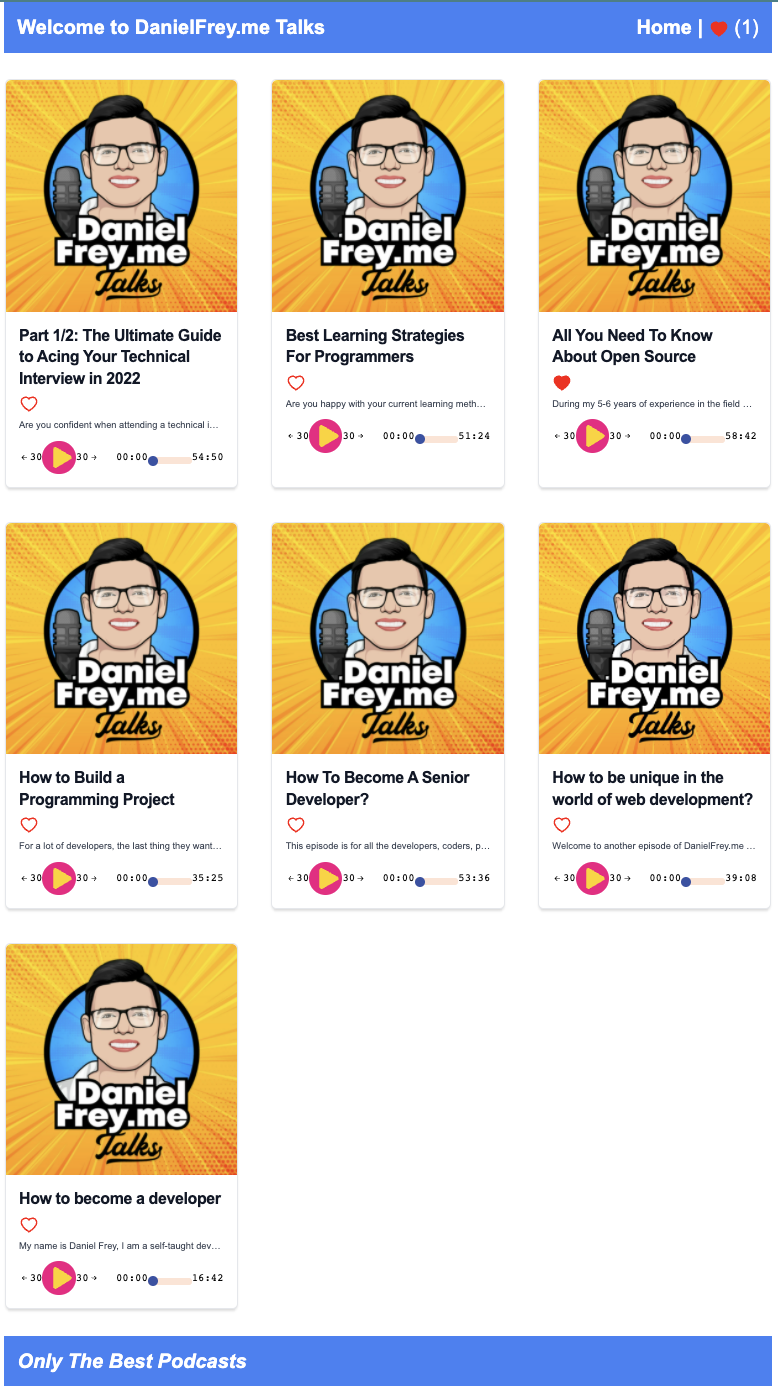 Welcome to DanielFrey.me Talks
Home | (1)
Daniel
Frey.me
Talks
Part 1/2: The Ultimate Guide
to Acing Your Technical
Interview in 2022
Are you confident when attending a technical i...
← 30 30 → 00:00 54:50
Daniel
Frey.me
Talks
Best Learning Strategies
For Programmers
Are you happy with your current learning meth...
← 30 30 → 00:00 51:24
Daniel
Frey.me
Talks
All You Need To Know
About Open Source
During my 5-6 years of experience in the field ...
← 30 30 → 00:00 58:42
Daniel
Frey.me
Talks
How to Build a
Programming Project
For a lot of developers, the last thing they want...
← 30 30 → 00:00 35:25
Daniel
Frey.me
Talks
How To Become A Senior
Developer?
This episode is for all the developers, coders, p...
← 30 30 → 00:00 53:36
Daniel
Frey.me
Talks
How to be unique in the
world of web development?
Welcome to another episode of DanielFrey.me ...
← 30 30 → 00:00 39:08
Daniel
Frey.me
Talks
How to become a developer
My name is Daniel Frey, I am a self-taught dev...
← 30 30 → 00:00 16:42
Only The Best Podcasts